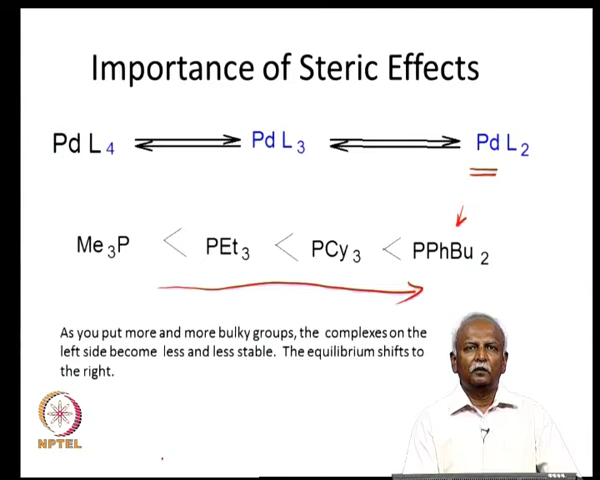 Importance of Steric Effects
Pd L4 ⇌ Pd L3 ⇌ Pd L2
Me3P < PEt3 < PCy3 < PPhBu2
As you put more and more bulky groups, the complexes on the
left side become less and less stable. The equilibrium shifts to
the right.
NPTEL